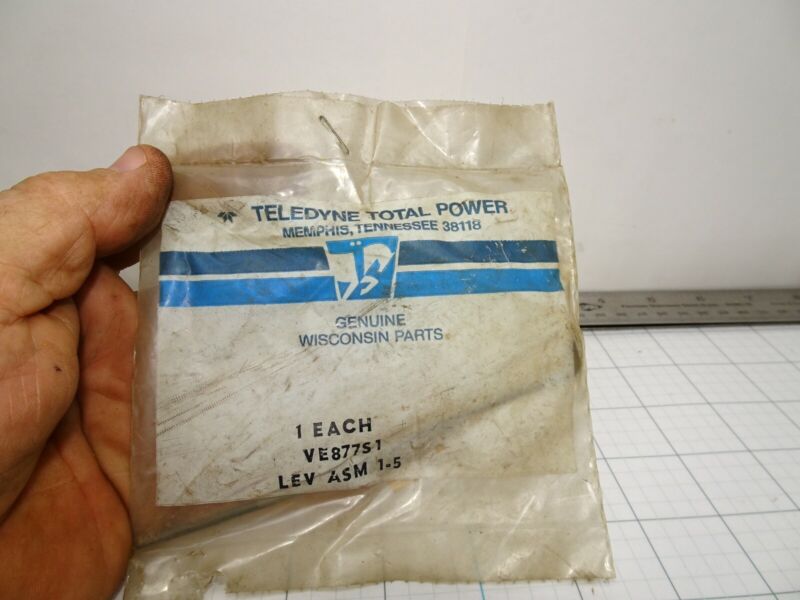 TELEDYNE TOTAL POWER
MEMPHIS, TENNESSEE 38118
GENUINE
WISCONSIN PARTS
1 EACH
VE877S1
LEV ASM 1-5